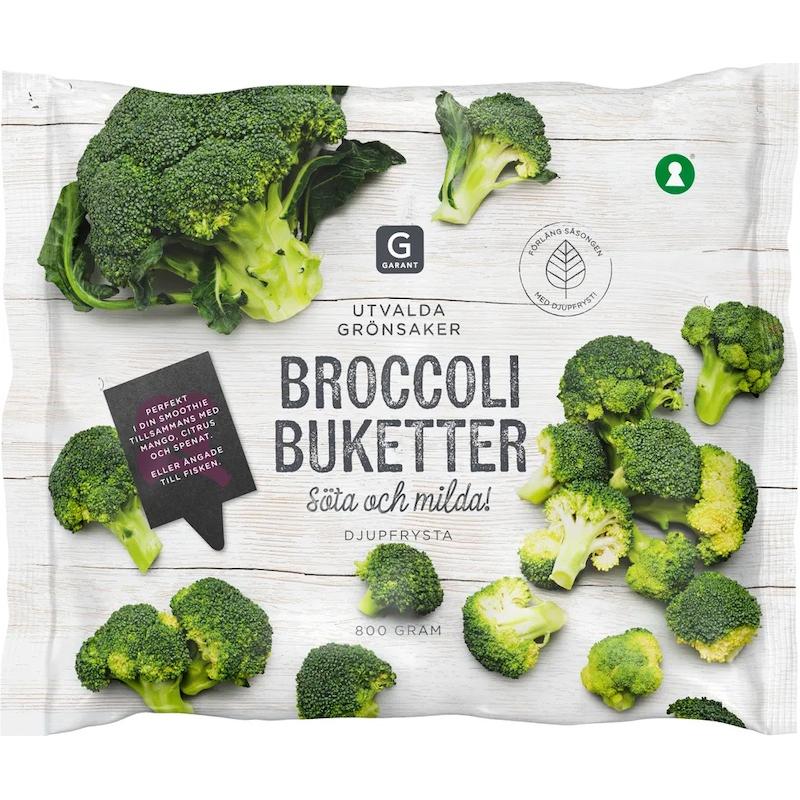 G
GARANT
FÖRLÄNG SÄSONGEN
MED DJUPFRYST!
UTVALDA
GRÖNSAKER
BROCCOLI
BUKETTER
Söta och milda!
DJUPFRYSTA
800 GRAM
PERFEKT
I DIN SMOOTHIE
TILLSAMMANS MED
MANGO, CITRUS
OCH SPENAT.
ELLER ÅNGADE
TILL FISKEN.